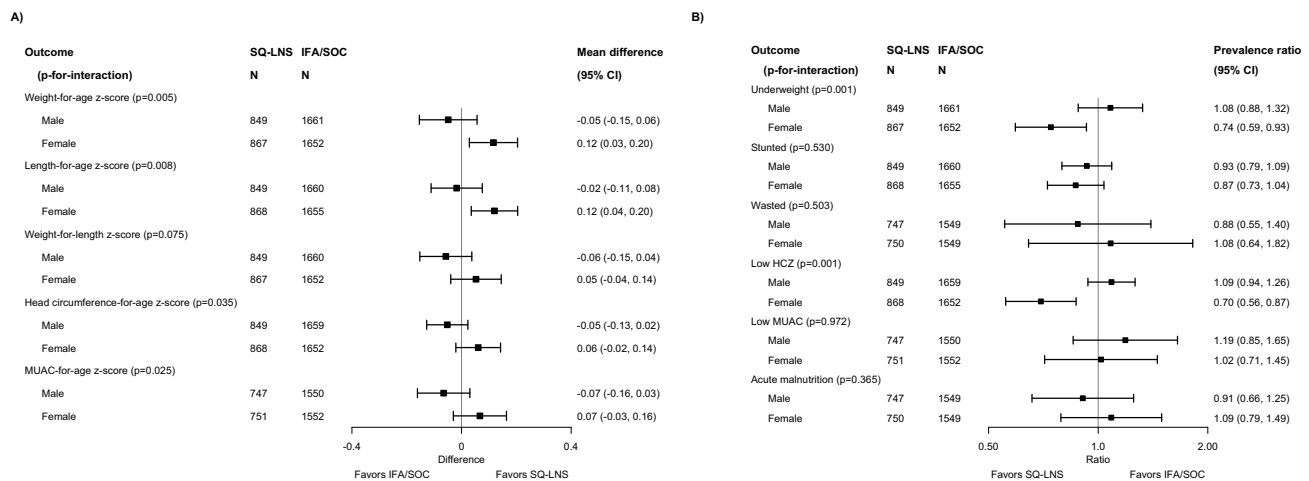 A)
Outcome SQ-LNS IFA/SOC Mean difference
(p-for-interaction) N N (95% CI)
Weight-for-age z-score (p=0.005)
Male 849 1661 -0.05 (-0.15, 0.06)
Female 867 1652 0.12 (0.03, 0.20)
Length-for-age z-score (p=0.008)
Male 849 1660 -0.02 (-0.11, 0.08)
Female 868 1655 0.12 (0.04, 0.20)
Weight-for-length z-score (p=0.075)
Male 849 1660 -0.06 (-0.15, 0.04)
Female 867 1652 0.05 (-0.04, 0.14)
Head circumference-for-age z-score (p=0.035)
Male 849 1659 -0.05 (-0.13, 0.02)
Female 868 1652 0.06 (-0.02, 0.14)
MUAC-for-age z-score (p=0.025)
Male 747 1550 -0.07 (-0.16, 0.03)
Female 751 1552 0.07 (-0.03, 0.16)
-0.4 0 0.4
Difference
Favors IFA/SOC Favors SQ-LNS
B)
Outcome SQ-LNS IFA/SOC Prevalence ratio
(p-for-interaction) N N (95% CI)
Underweight (p=0.001)
Male 849 1661 1.08 (0.88, 1.32)
Female 867 1652 0.74 (0.59, 0.93)
Stunted (p=0.530)
Male 849 1660 0.93 (0.79, 1.09)
Female 868 1655 0.87 (0.73, 1.04)
Wasted (p=0.503)
Male 747 1549 0.88 (0.55, 1.40)
Female 750 1549 1.08 (0.64, 1.82)
Low HCZ (p=0.001)
Male 849 1659 1.09 (0.94, 1.26)
Female 868 1652 0.70 (0.56, 0.87)
Low MUAC (p=0.972)
Male 747 1550 1.19 (0.85, 1.65)
Female 751 1552 1.02 (0.71, 1.45)
Acute malnutrition (p=0.365)
Male 747 1549 0.91 (0.66, 1.25)
Female 750 1549 1.09 (0.79, 1.49)
0.50 1.0 2.00
Ratio
Favors SQ-LNS Favors IFA/SOC